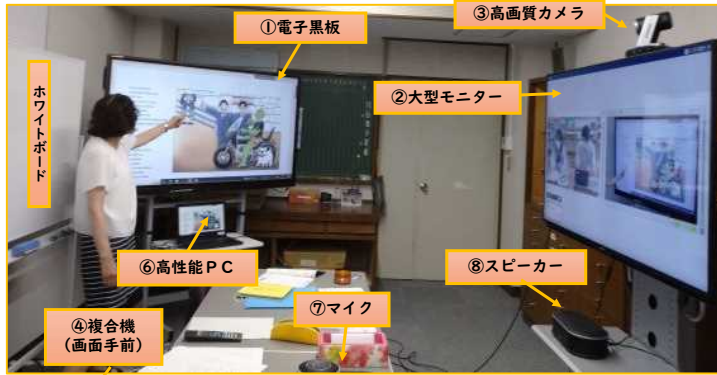 ①電子黒板
③高画質カメラ
②大型モニター
ホワイトボード
⑥高性能PC
⑧スピーカー
⑦マイク
④複合機
(画面手前)